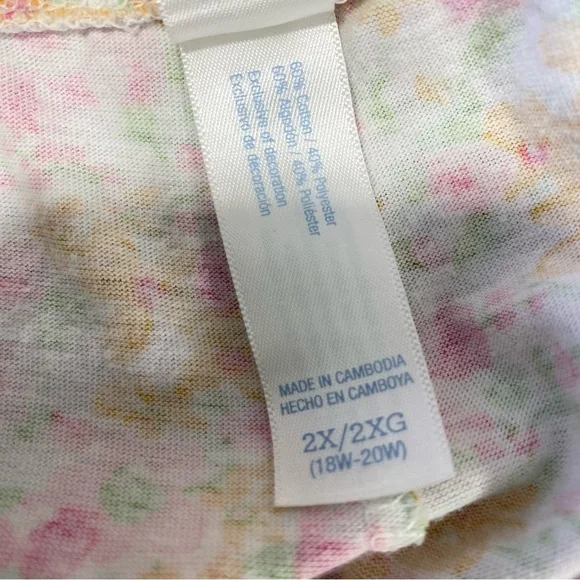 60% Cotton / 40% Polyester
60% Algodón / 40% Poliéster
Exclusive of decoration
Exclusivo de decoración
MADE IN CAMBODIA
HECHO EN CAMBOYA
2X/2XG
(18W-20W)